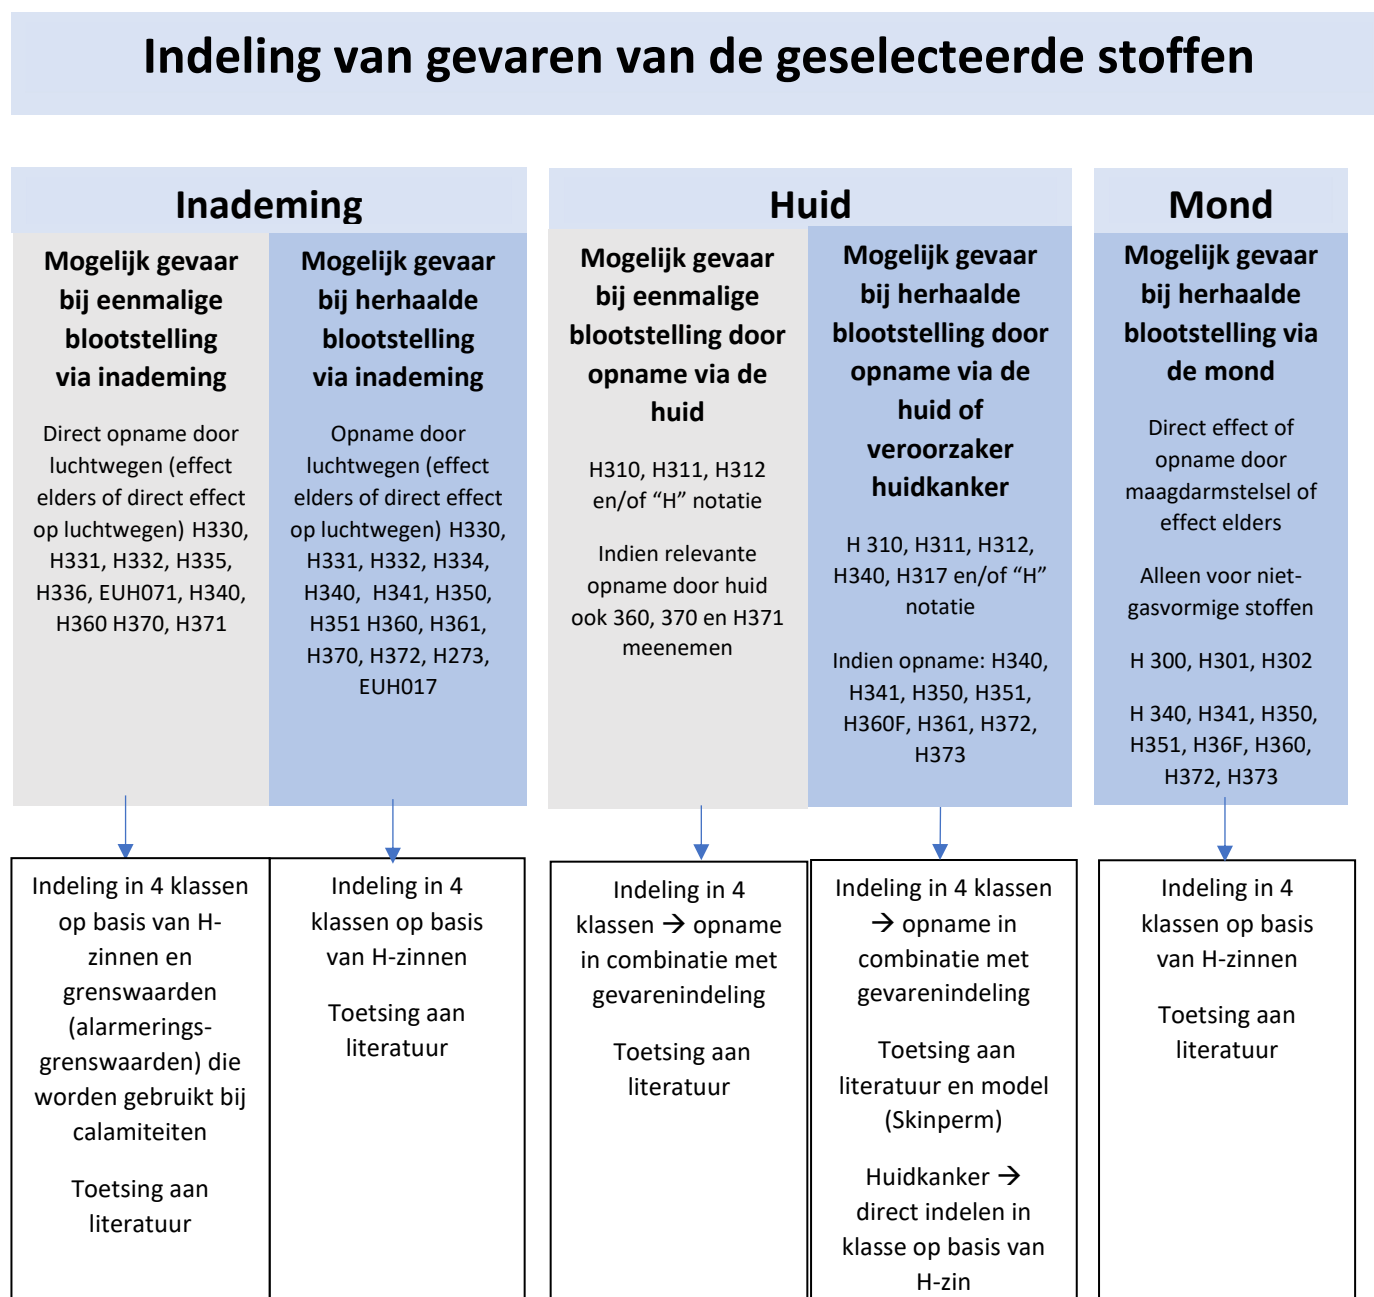 Indeling van gevaren van de geselecteerde stoffen
Inademing
Mogelijk gevaar
bij eenmalige
blootstelling
via inademing
Direct opname door
luchtwegen (effect
elders of direct effect
op luchtwegen) H330,
H331, H332, H335,
H336, EUH071, H340,
H360 H370, H371
Mogelijk gevaar
bij herhaalde
blootstelling
via inademing
Opname door
luchtwegen (effect
elders of direct effect
op luchtwegen) H330,
H331, H332, H334,
H340, H341, H350,
H351 H360, H361,
H370, H372, H273,
EUH017
Huid
Mogelijk gevaar
bij eenmalige
blootstelling door
opname via de
huid
H310, H311, H312
en/of “H” notatie
Indien relevante
opname door huid
ook 360, 370 en H371
meenemen
Mogelijk gevaar
bij herhaalde
blootstelling door
opname via de
huid of
veroorzaker
huidkanker
H 310, H311, H312,
H340, H317 en/of “H”
notatie
Indien opname: H340,
H341, H350, H351,
H360F, H361, H372,
H373
Mond
Mogelijk gevaar
bij herhaalde
blootstelling via
de mond
Direct effect of
opname door
maagdarmstelsel of
effect elders
Alleen voor niet-
gasvormige stoffen
H 300, H301, H302
H 340, H341, H350,
H351, H36F, H360,
H372, H373
Indeling in 4 klassen
op basis van H-
zinnen en
grenswaarden
(alarmerings-
grenswaarden) die
worden gebruikt bij
calamiteiten
Toetsing aan
literatuur
Indeling in 4
klassen op basis
van H-zinnen
Toetsing aan
literatuur
Indeling in 4
klassen → opname
in combinatie met
gevarenindeling
Toetsing aan
literatuur
Indeling in 4 klassen
→ opname in
combinatie met
gevarenindeling
Toetsing aan
literatuur en model
(Skinperm)
Huidkanker →
direct indelen in
klasse op basis van
H-zin
Indeling in 4
klassen op basis
van H-zinnen
Toetsing aan
literatuur